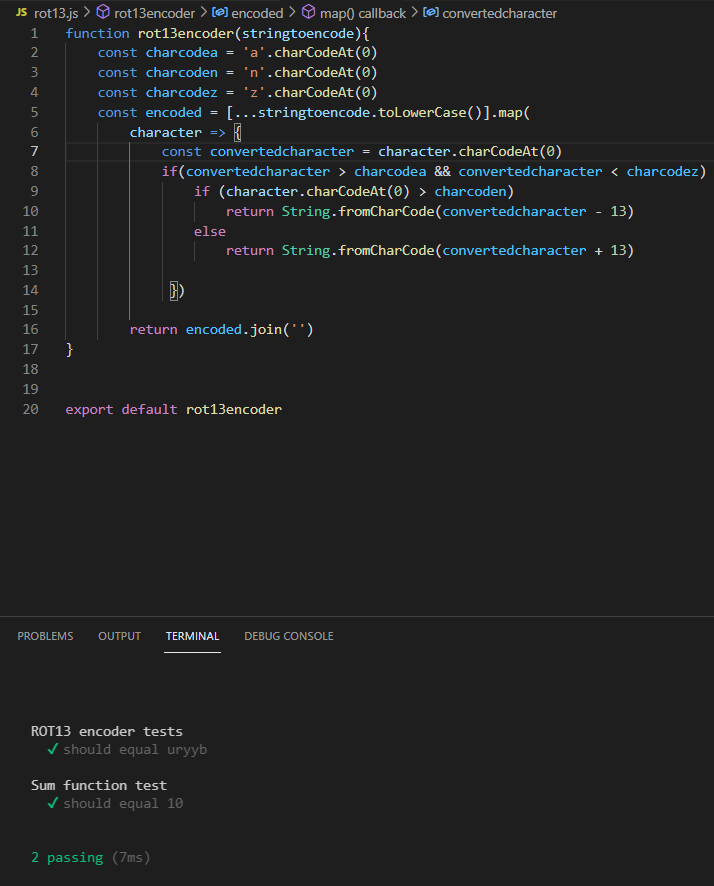 JS rot13.js > rot13encoder > encoded > map() callback > convertedcharacter
1 function rot13encoder(stringtoencode){
2 const charcodea = 'a'.charCodeAt(0)
3 const charcoden = 'n'.charCodeAt(0)
4 const charcodez = 'z'.charCodeAt(0)
5 const encoded = [...stringtoencode.toLowerCase()].map(
6 character => {
7 const convertedcharacter = character.charCodeAt(0)
8 if(convertedcharacter > charcodea && convertedcharacter < charcodez)
9 if (character.charCodeAt(0) > charcoden)
10 return String.fromCharCode(convertedcharacter - 13)
11 else
12 return String.fromCharCode(convertedcharacter + 13)
13
14 })
15
16 return encoded.join('')
17 }
18
19
20 export default rot13encoder
PROBLEMS OUTPUT TERMINAL DEBUG CONSOLE
ROT13 encoder tests
✓ should equal uryyb
Sum function test
✓ should equal 10
2 passing (7ms)